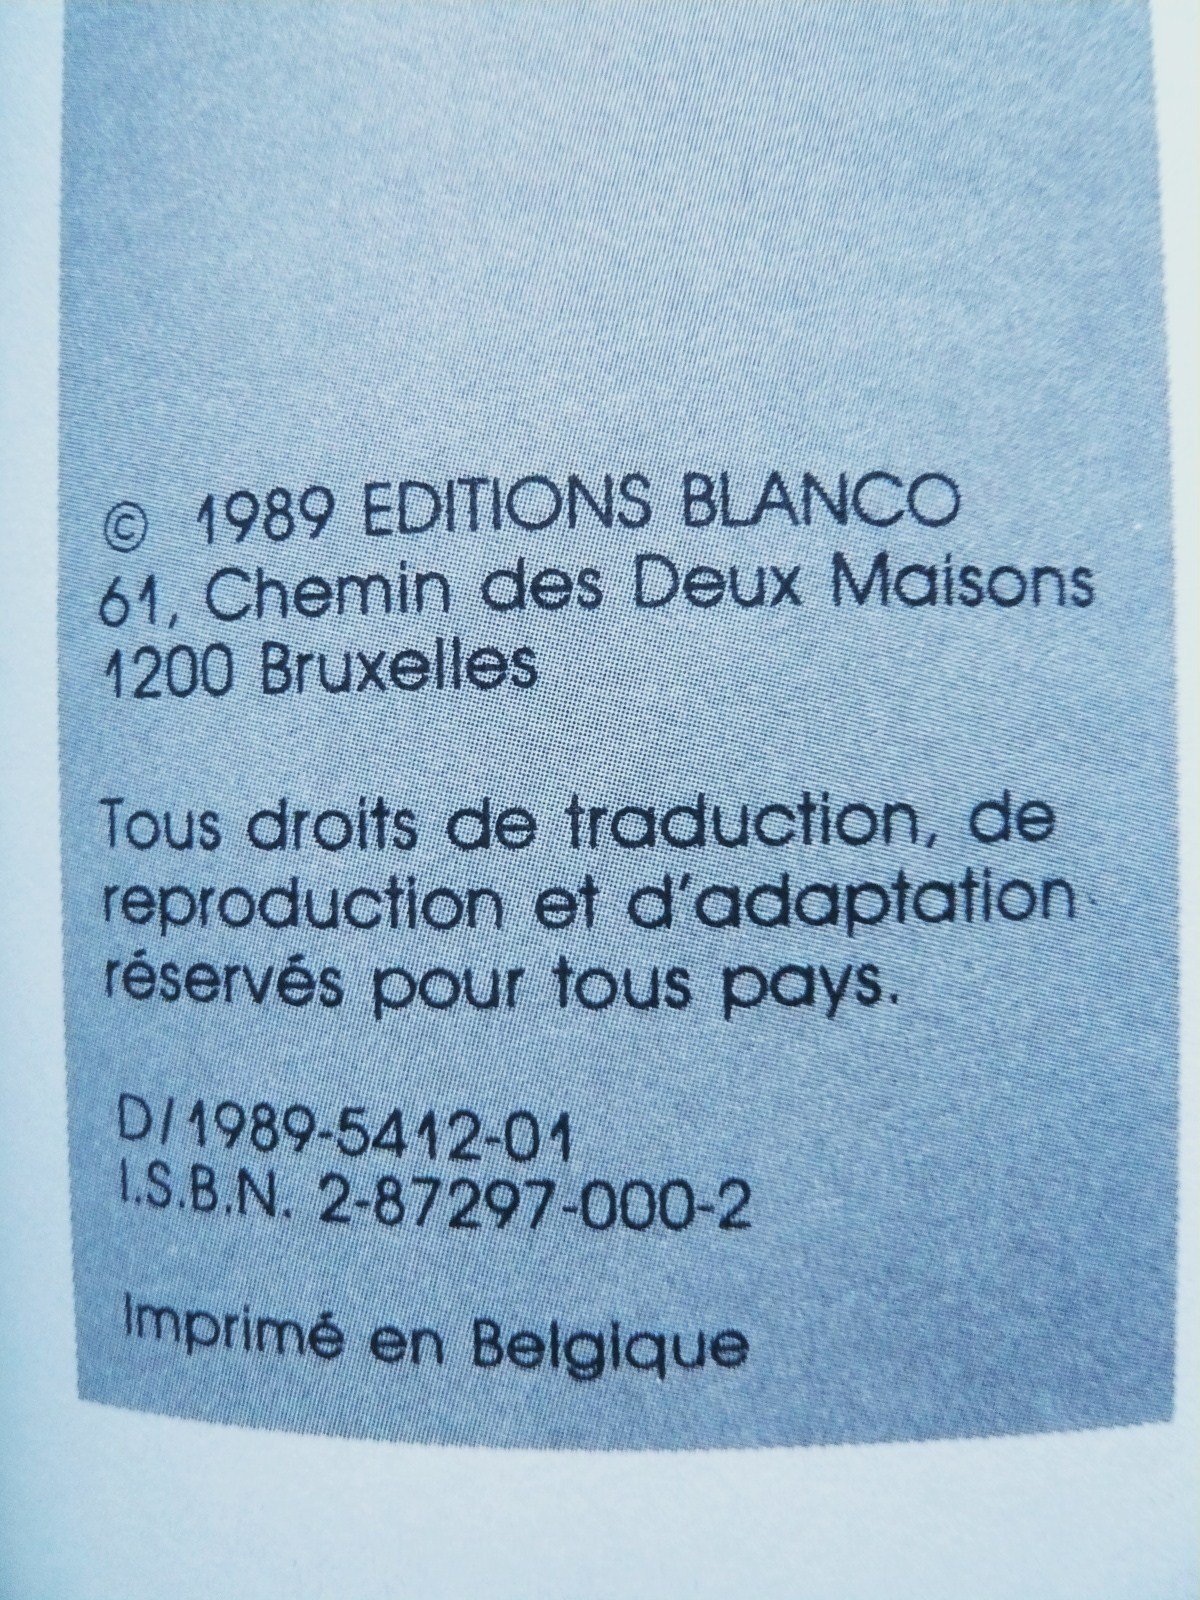 © 1989 EDITIONS BLANCO
61, Chemin des Deux Maisons
1200 Bruxelles
Tous droits de traduction, de
reproduction et d'adaptation
réservés pour tous pays.
D/1989-5412-01
I.S.B.N. 2-87297-000-2
Imprimé en Belgique